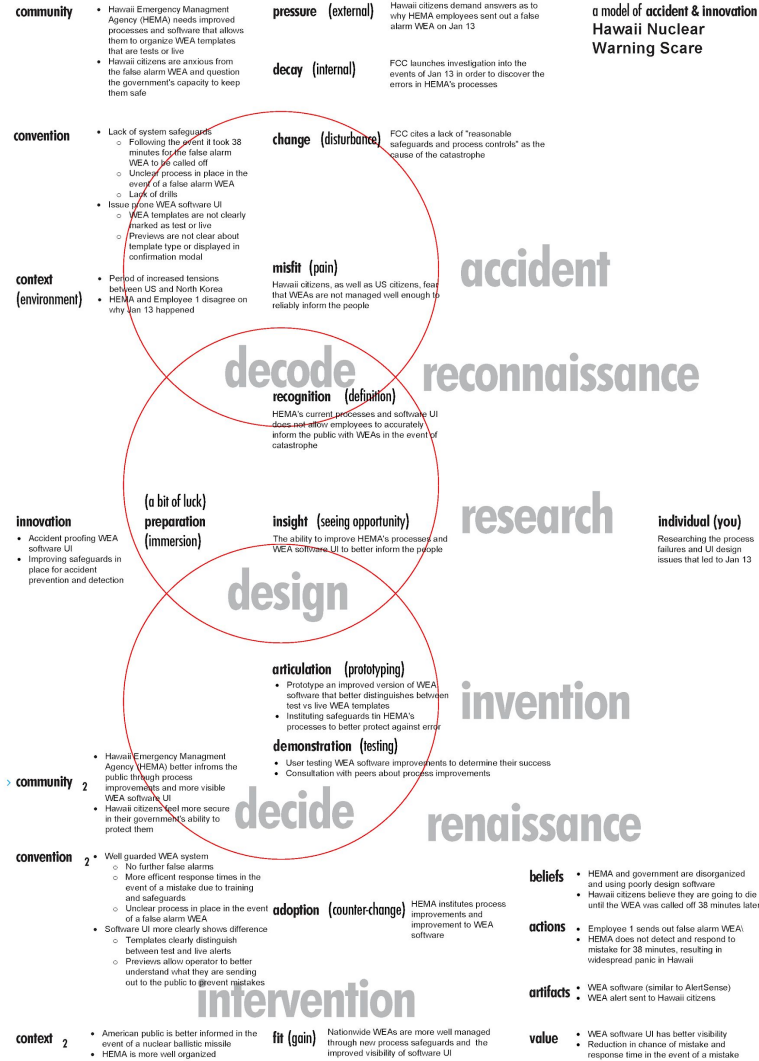 community
• Hawaii Emergency Managment
Agency (HEMA) needs improved
processes and software that allows
them to organize WEA templates
that are tests or live
• Hawaii citizens are anxious from
the false alarm WEA and question
the government's capacity to keep
them safe
pressure (external)
Hawaii citizens demand answers as to
why HEMA employees sent out a false
alarm WEA on Jan 13
a model of accident & innovation
Hawaii Nuclear
Warning Scare
decay (internal)
FCC launches investigation into the
events of Jan 13 in order to discover the
errors in HEMA's processes
convention
• Lack of system safeguards
o Following the event it took 38
minutes for the false alarm
WEA to be called off
o Unclear process in place in the
event of a false alarm WEA
o Lack of drills
• Issue prone WEA software UI
o WEA templates are not clearly
marked as test or live
o Previews are not clear about
template type or displayed in
confirmation modal
change (disturbance)
FCC cites a lack of "reasonable
safeguards and process controls" as the
cause of the catastrophe
context
(environment)
• Period of increased tensions
between US and North Korea
• HEMA and Employee 1 disagree on
why Jan 13 happened
misfit (pain)
Hawaii citizens, as well as US citizens, fear
that WEAs are not managed well enough to
reliably inform the people
accident
decode
reconnaissance
recognition (definition)
HEMA's current processes and software UI
does not allow employees to accurately
inform the public with WEAs in the event of
catastrophe
innovation
• Accident proofing WEA
software UI
• Improving safeguards in
place for accident
prevention and detection
(a bit of luck)
preparation
(immersion)
insight (seeing opportunity)
The ability to improve HEMA's processes and
WEA software UI to better inform the people
research
individual (you)
Researching the process
failures and UI design
issues that led to Jan 13
design
articulation (prototyping)
• Prototype an improved version of WEA
software that better distinguishes between
test vs live WEA templates
• Instituting safeguards tin HEMA's
processes to better protect against error
invention
demonstration (testing)
• User testing WEA software improvements to determine their success
• Consultation with peers about process improvements
> community 2
• Hawaii Emergency Managment
Agency (HEMA) better infroms the
public through process
improvements and more visible
WEA software UI
• Hawaii citizens feel more secure
in their government's ability to
protect them
decide
renaissance
convention 2
• Well guarded WEA system
o No further false alarms
o More efficent response times in the
event of a mistake due to training
and safeguards
o Unclear process in place in the event
of a false alarm WEA
• Software UI more clearly shows difference
o Templates clearly distinguish
between test and live alerts
o Previews allow operator to better
understand what they are sending
out to the public to prevent mistakes
adoption (counter-change)
HEMA institutes process
improvements and
improvement to WEA
software
beliefs
• HEMA and government are disorganized
and using poorly design software
• Hawaii citizens believe they are going to die
until the WEA was called off 38 minutes later
actions
• Employee 1 sends out false alarm WEA\
• HEMA does not detect and respond to
mistake for 38 minutes, resulting in
widespread panic in Hawaii
artifacts
• WEA software (similar to AlertSense)
• WEA alert sent to Hawaii citizens
intervention
context 2
• American public is better informed in the
event of a nuclear ballistic missile
• HEMA is more well organized
fit (gain)
Nationwide WEAs are more well managed
through new process safeguards and the
improved visibility of software UI
value
• WEA software UI has better visibility
• Reduction in chance of mistake and
response time in the event of a mistake